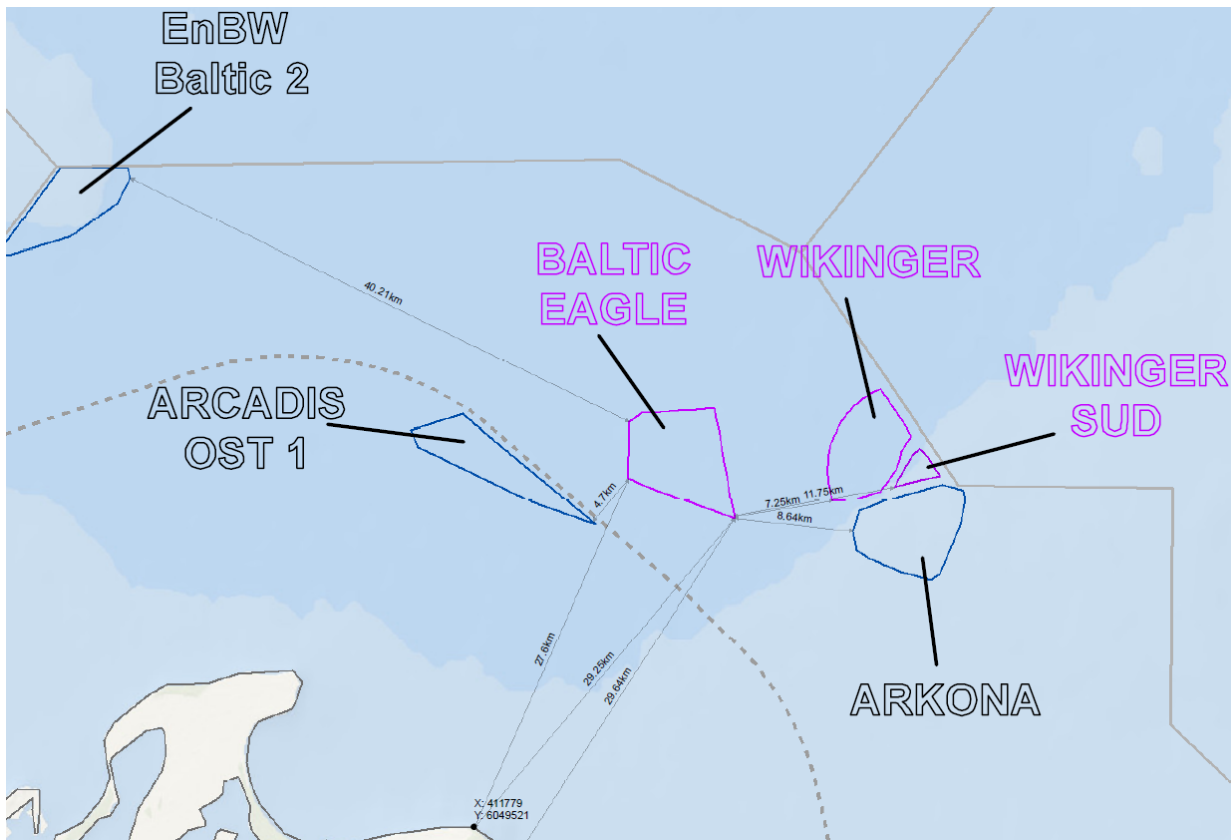 EnBW
Baltic 2
40.21km
BALTIC
EAGLE
WIKINGER
WIKINGER
SUD
ARCADIS
OST 1
4.7km
7.25km
11.75km
8.64km
27.6km
29.25km
29.64km
ARKONA
X: 411779
Y: 6049521